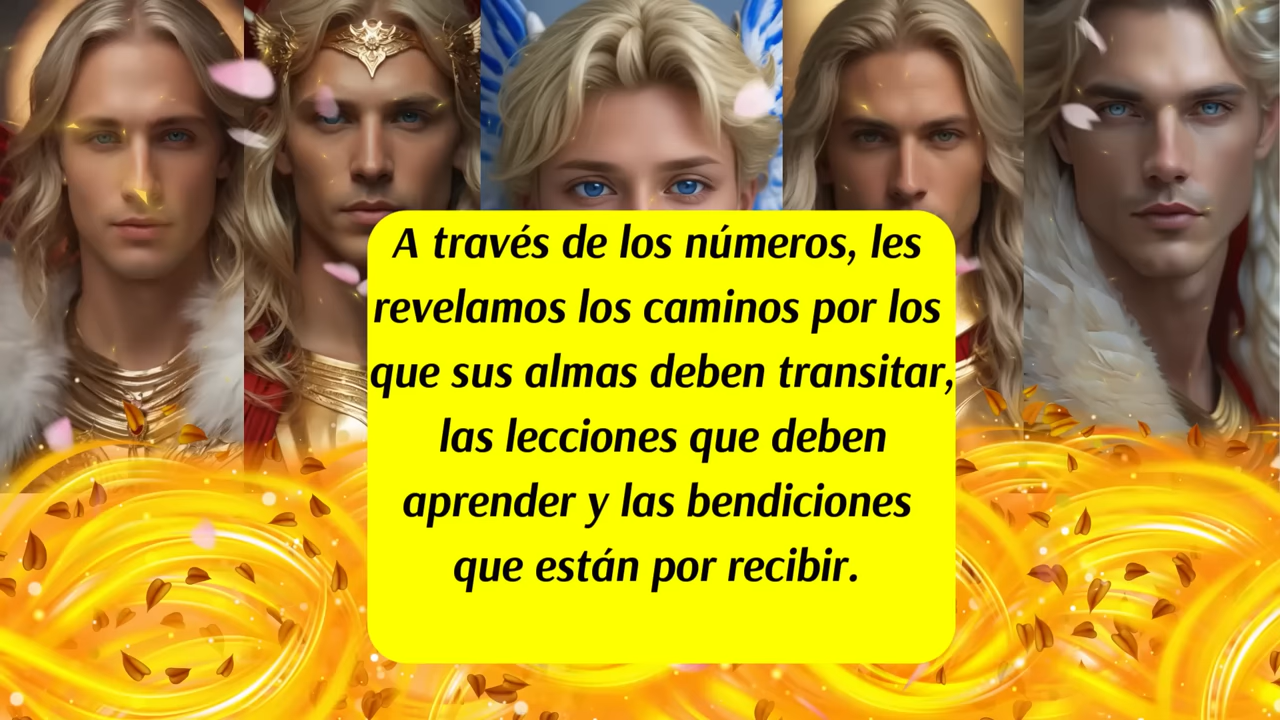 A través de los números, les
revelamos los caminos por los
que sus almas deben transitar,
las lecciones que deben
aprender y las bendiciones
que están por recibir.